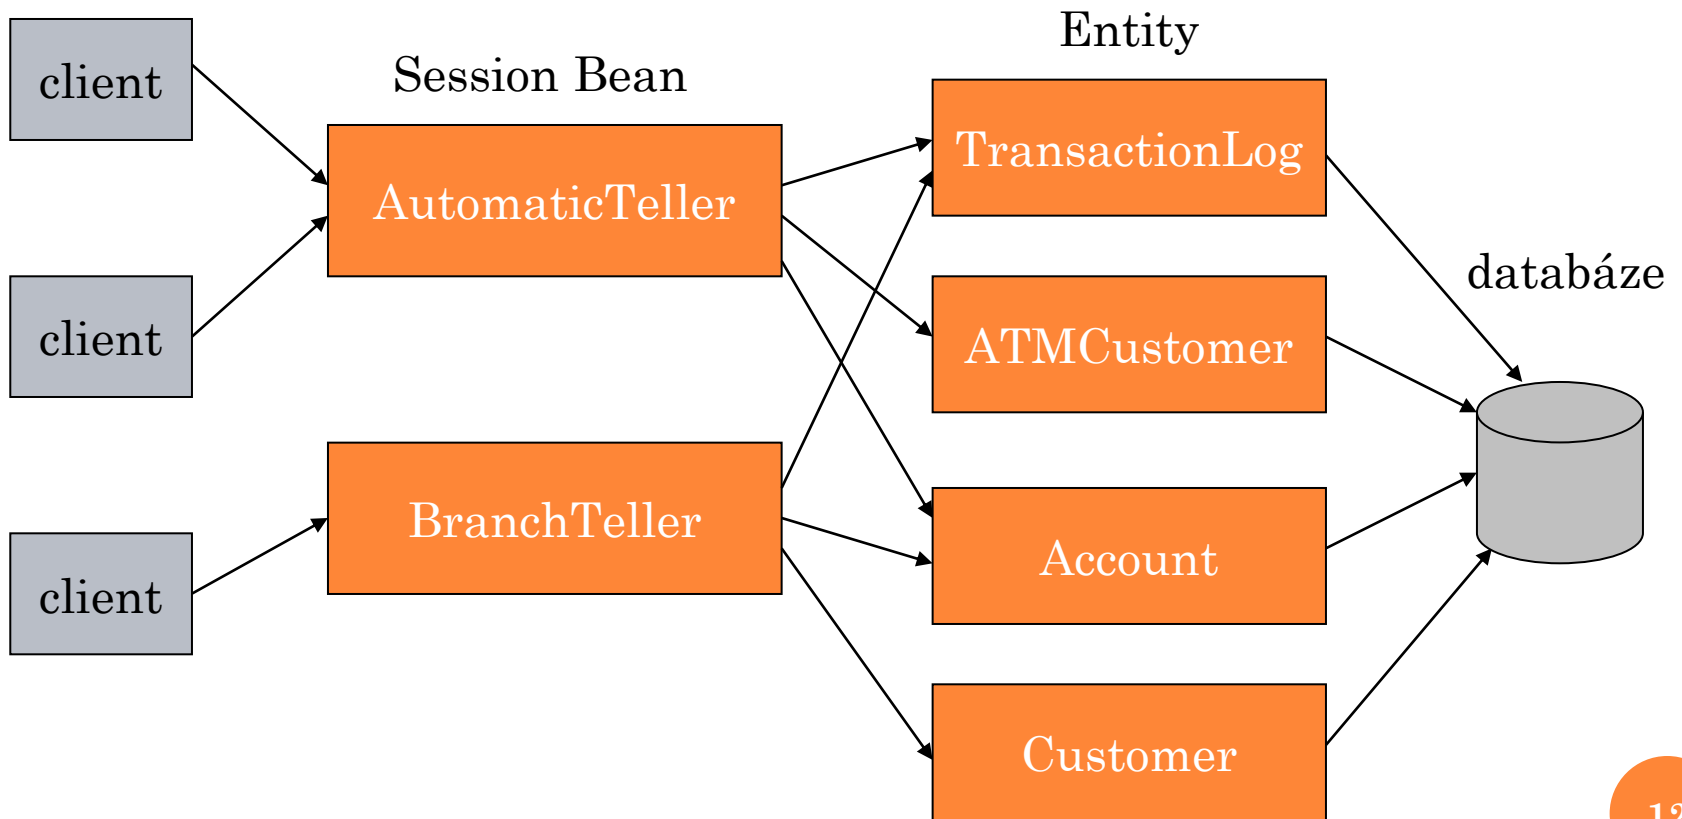 client
client
client
Session Bean
AutomaticTeller
BranchTeller
Entity
TransactionLog
ATMCustomer
Account
Customer
databáze